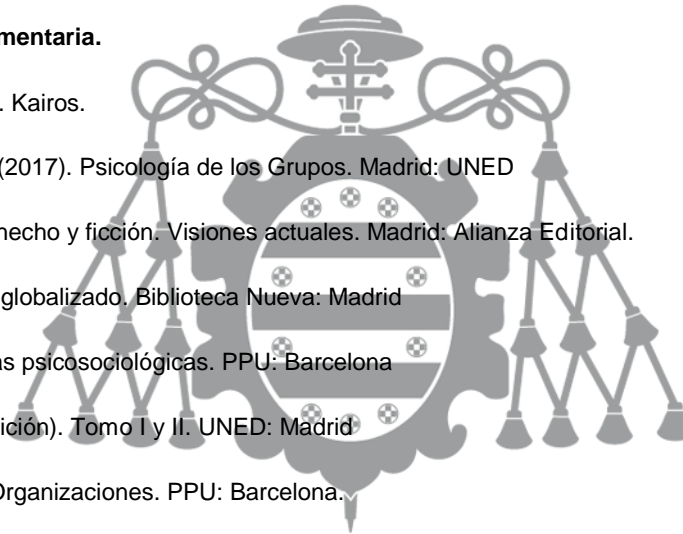 mentaria.
. Kairos.
(2017). Psicología de los Grupos. Madrid: UNED
hecho y ficción. Visiones actuales. Madrid: Alianza Editorial.
globalizado. Biblioteca Nueva: Madrid
as psicosociológicas. PPU: Barcelona
ición). Tomo I y II. UNED: Madrid
Organizaciones. PPU: Barcelona.